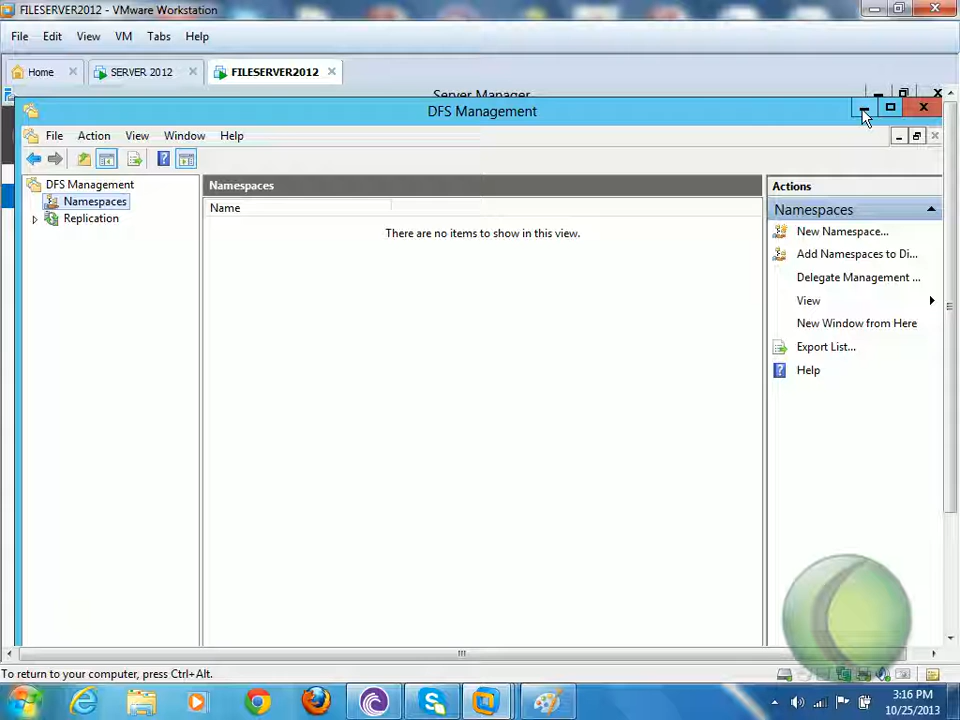 FILESERVER2012 - VMware Workstation
File Edit View VM Tabs Help
Home SERVER 2012 FILESERVER2012
Server Manager
DFS Management
File Action View Window Help
DFS Management
Namespaces
Replication
Namespaces
Name
There are no items to show in this view.
Actions
Namespaces
New Namespace...
Add Namespaces to Di...
Delegate Management ...
View
New Window from Here
Export List...
Help
To return to your computer, press Ctrl+Alt.
3:16 PM
10/25/2013